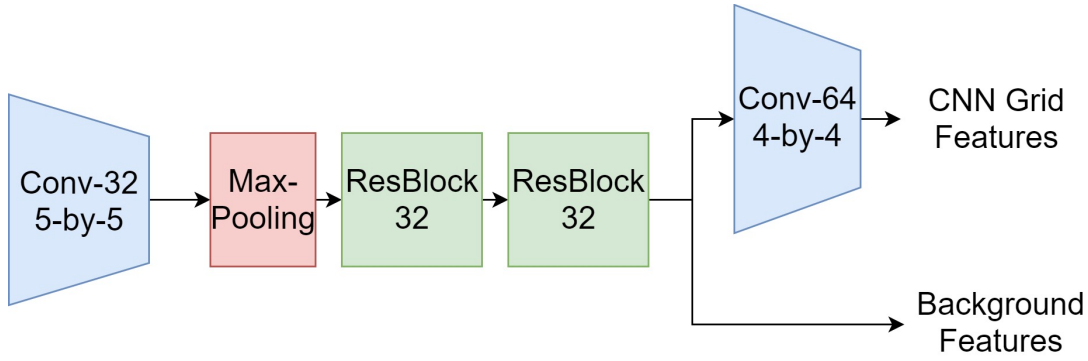 Conv-32
5-by-5
Max-
Pooling
ResBlock
32
ResBlock
32
Conv-64
4-by-4
CNN Grid
Features
Background
Features